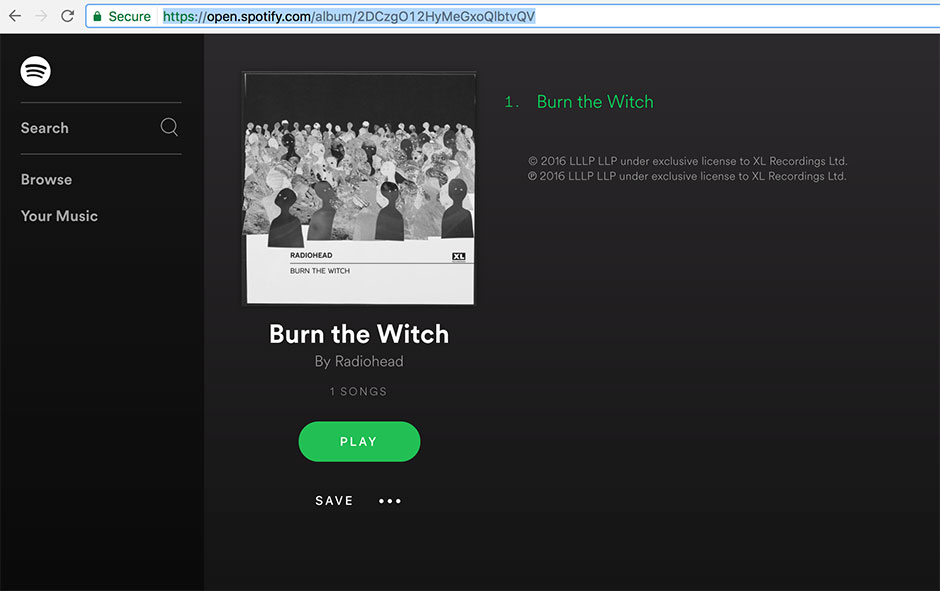 Secure
https://open.spotify.com/album/2DCzgO12HyMeGxoQlbtvQV
Search
Browse
Your Music
RADIOHEAD
XL
BURN THE WITCH
Burn the Witch
By Radiohead
1 SONGS
PLAY
SAVE
1. Burn the Witch
© 2016 LLLP LLP under exclusive license to XL Recordings Ltd.
℗ 2016 LLLP LLP under exclusive license to XL Recordings Ltd.